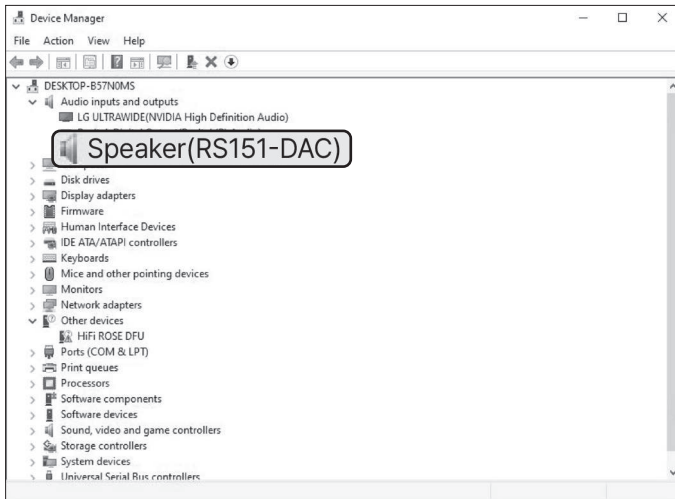 Device Manager
File Action View Help
DESKTOP-B57N0MS
Audio inputs and outputs
LG ULTRAWIDE(NVIDIA High Definition Audio)
Speaker(RS151-DAC)
Disk drives
Display adapters
Firmware
Human Interface Devices
IDE ATA/ATAPI controllers
Keyboards
Mice and other pointing devices
Monitors
Network adapters
Other devices
HiFi ROSE DFU
Ports (COM & LPT)
Print queues
Processors
Software components
Software devices
Sound, video and game controllers
Storage controllers
System devices
Universal Serial Bus controllers